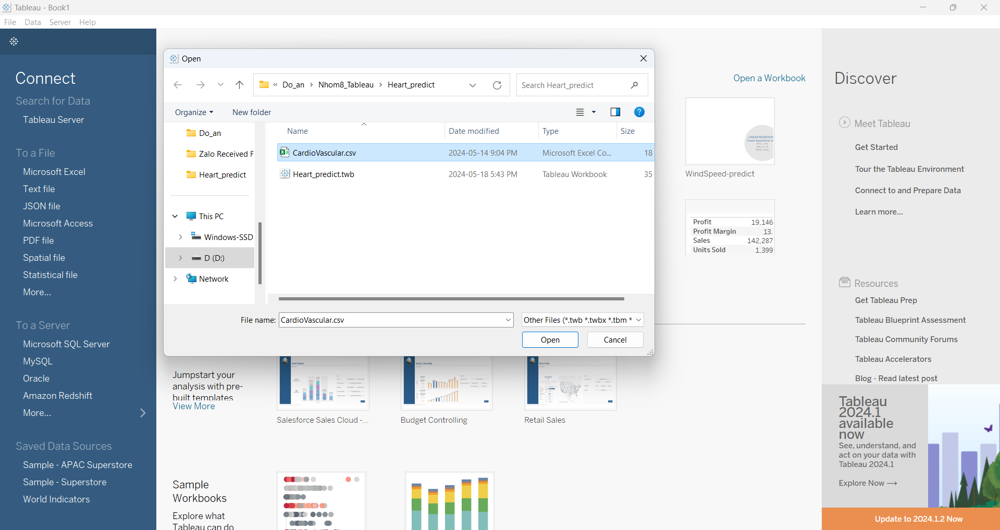 Tableau - Book1
File Data Server Help
Connect
Search for Data
Tableau Server
To a File
Microsoft Excel
Text file
JSON file
Microsoft Access
PDF file
Spatial file
Statistical file
More...
To a Server
Microsoft SQL Server
MySQL
Oracle
Amazon Redshift
More...
Saved Data Sources
Sample - APAC Superstore
Sample - Superstore
World Indicators
Open
« Do_an > Nhom8_Tableau > Heart_predict
Search Heart_predict
Organize
New folder
Do_an
Zalo Received F
Heart_predict
This PC
Windows-SSD
D (D:)
Network
Name Date modified Type Size
CardioVascular.csv 2024-05-14 9:04 PM Microsoft Excel Co... 18
Heart_predict.twb 2024-05-18 5:43 PM Tableau Workbook 35
File name: CardioVascular.csv
Other Files (*.twb *.twbx *.tbm *
Open Cancel
Open a Workbook
LINEAR REGRESSIO
WindSpeed-predict
Profit 19,146
Profit Margin 13.
Sales 142,287
Units Sold 1,399
Jumpstart your
analysis with pre-
built templates
View More
Salesforce Sales Cloud -...
Budget Controlling
Budget Controlling
Retail Sales
Retail Sales
Sample
Workbooks
Explore what
Tableau can do
Discover
Meet Tableau
Get Started
Tour the Tableau Environment
Connect to and Prepare Data
Learn more...
Resources
Get Tableau Prep
Tableau Blueprint Assessment
Tableau Community Forums
Tableau Accelerators
Blog - Read latest post
Tableau
2024.1
available
now
See, understand, and
act on your data with
Tableau 2024.1
Explore Now →
Update to 2024.1.2 Now